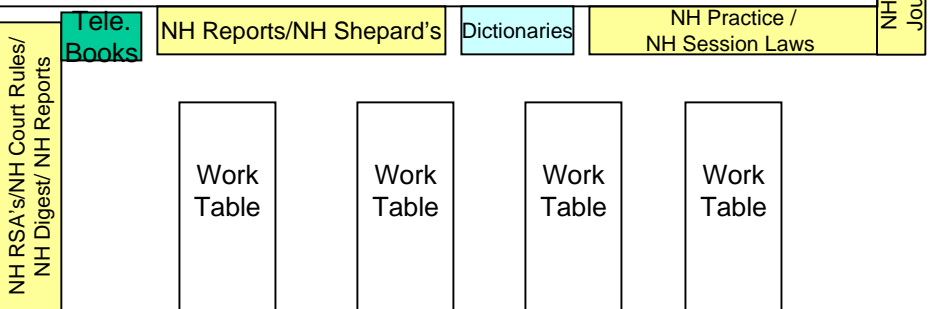 Tele.
Books
NH Reports/NH Shepard's
Dictionaries
NH Practice /
NH Session Laws
NH
Jou
NH RSA's/NH Court Rules/
NH Digest/ NH Reports
Work
Table
Work
Table
Work
Table
Work
Table